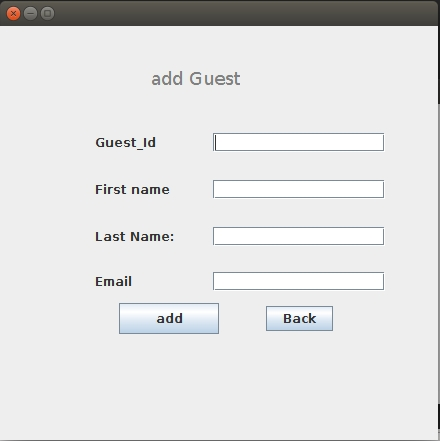 add Guest
Guest_Id
First name
Last Name:
Email
add Back